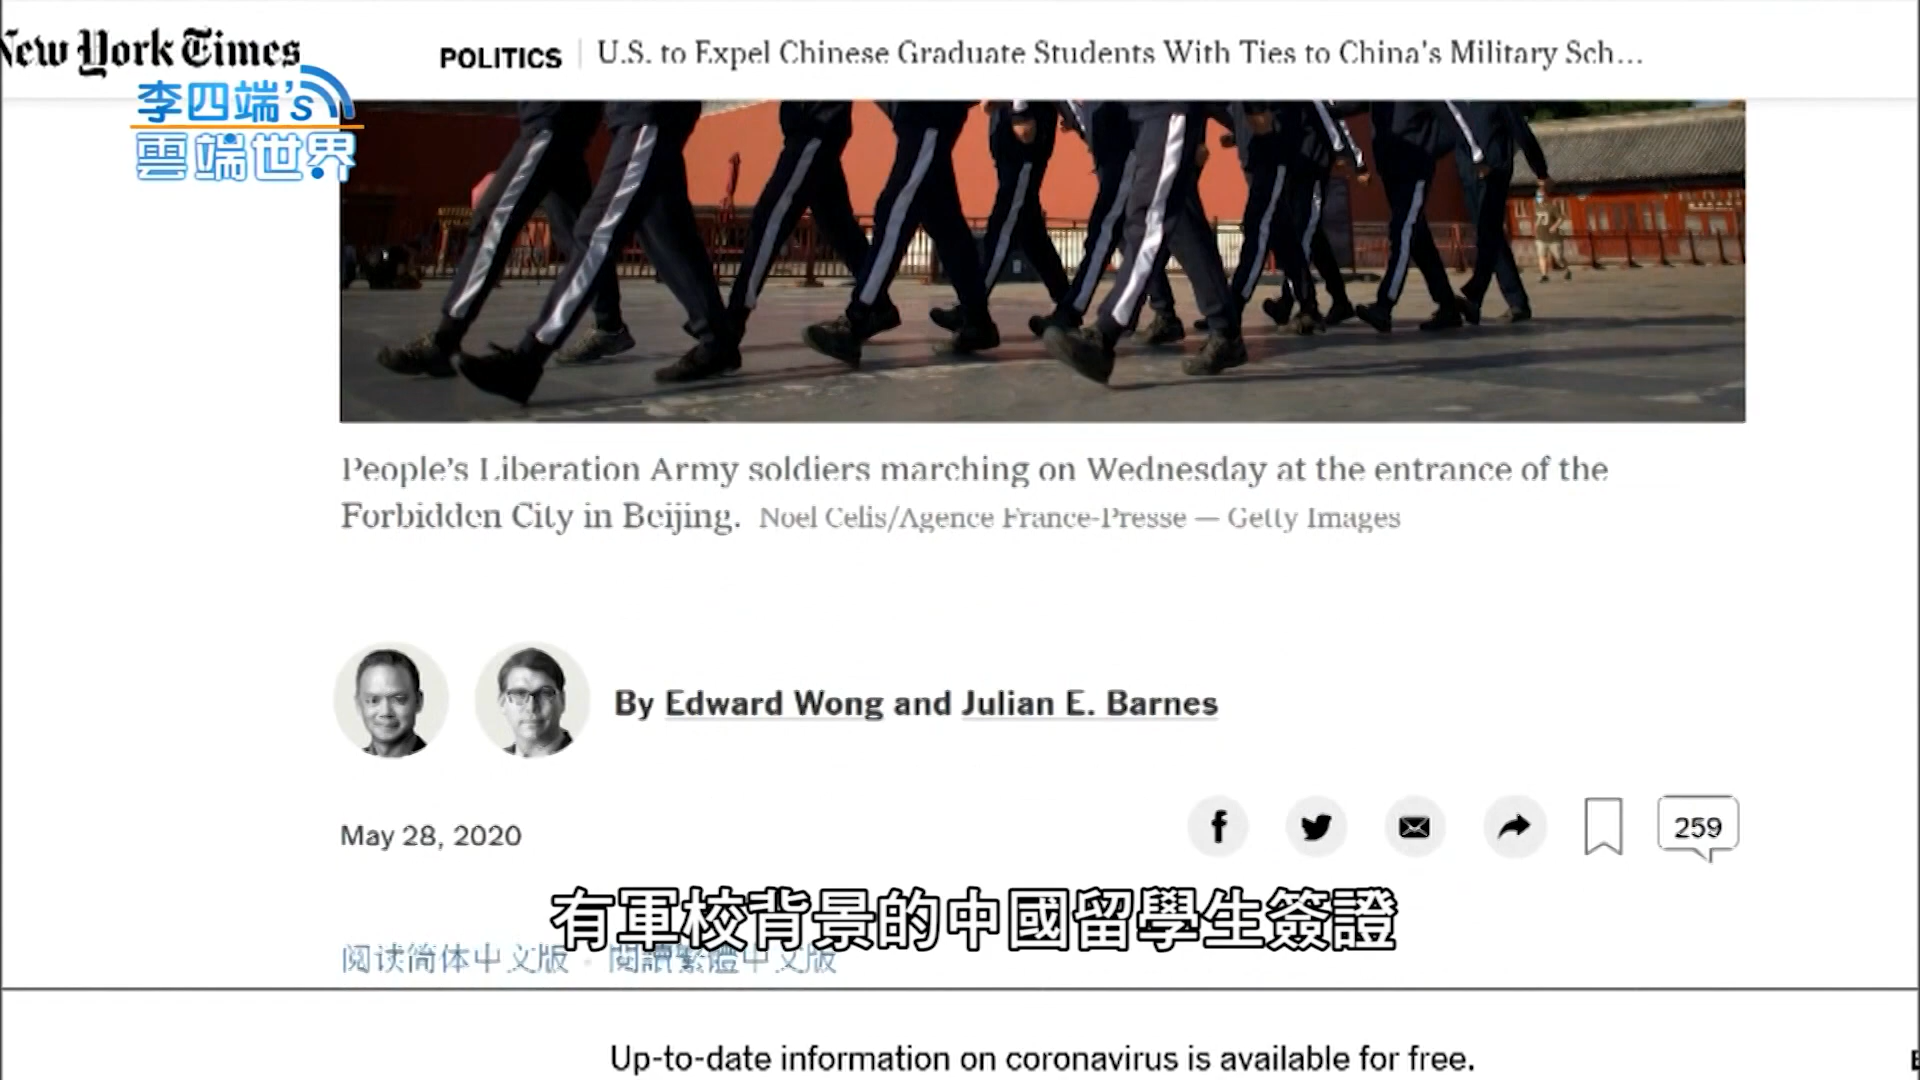 New York Times
POLITICS
U.S. to Expel Chinese Graduate Students With Ties to China's Military Sch...
李四端's
雲端世界
People's Liberation Army soldiers marching on Wednesday at the entrance of the
Forbidden City in Beijing. Noel Celis/Agence France-Presse — Getty Images
By Edward Wong and Julian E. Barnes
May 28, 2020
259
有軍校背景的中國留學生簽證
阅读简体中文版 · 閱讀繁體中文版
Up-to-date information on coronavirus is available for free.